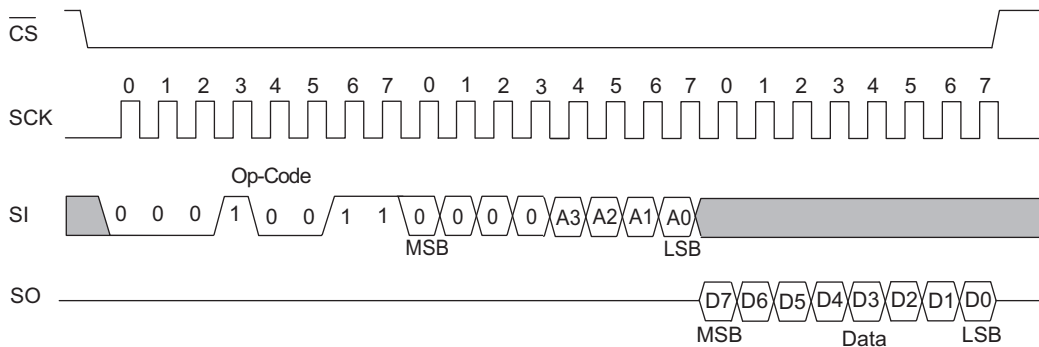 CS
0 1 2 3 4 5 6 7 0 1 2 3 4 5 6 7 0 1 2 3 4 5 6 7
SCK
Op-Code
SI 0 0 0 1 0 0 1 1 0 0 0 0 A3 A2 A1 A0
MSB LSB
SO D7 D6 D5 D4 D3 D2 D1 D0
MSB Data LSB